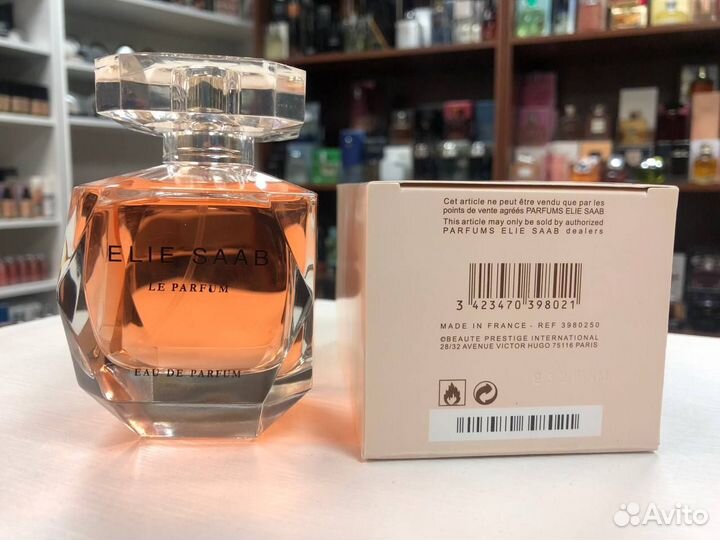 ELIE SAAB
LE PARFUM
EAU DE PARFUM
Cet article ne peut être vendu que par les
points de vente agréés PARFUMS ELIE SAAB
This article may only be sold by authorized
PARFUMS ELIE SAAB dealers
3 423470 398021
MADE IN FRANCE - REF 3980250
©BEAUTE PRESTIGE INTERNATIONAL
28/32 AVENUE VICTOR HUGO 75116 PARIS
Avito